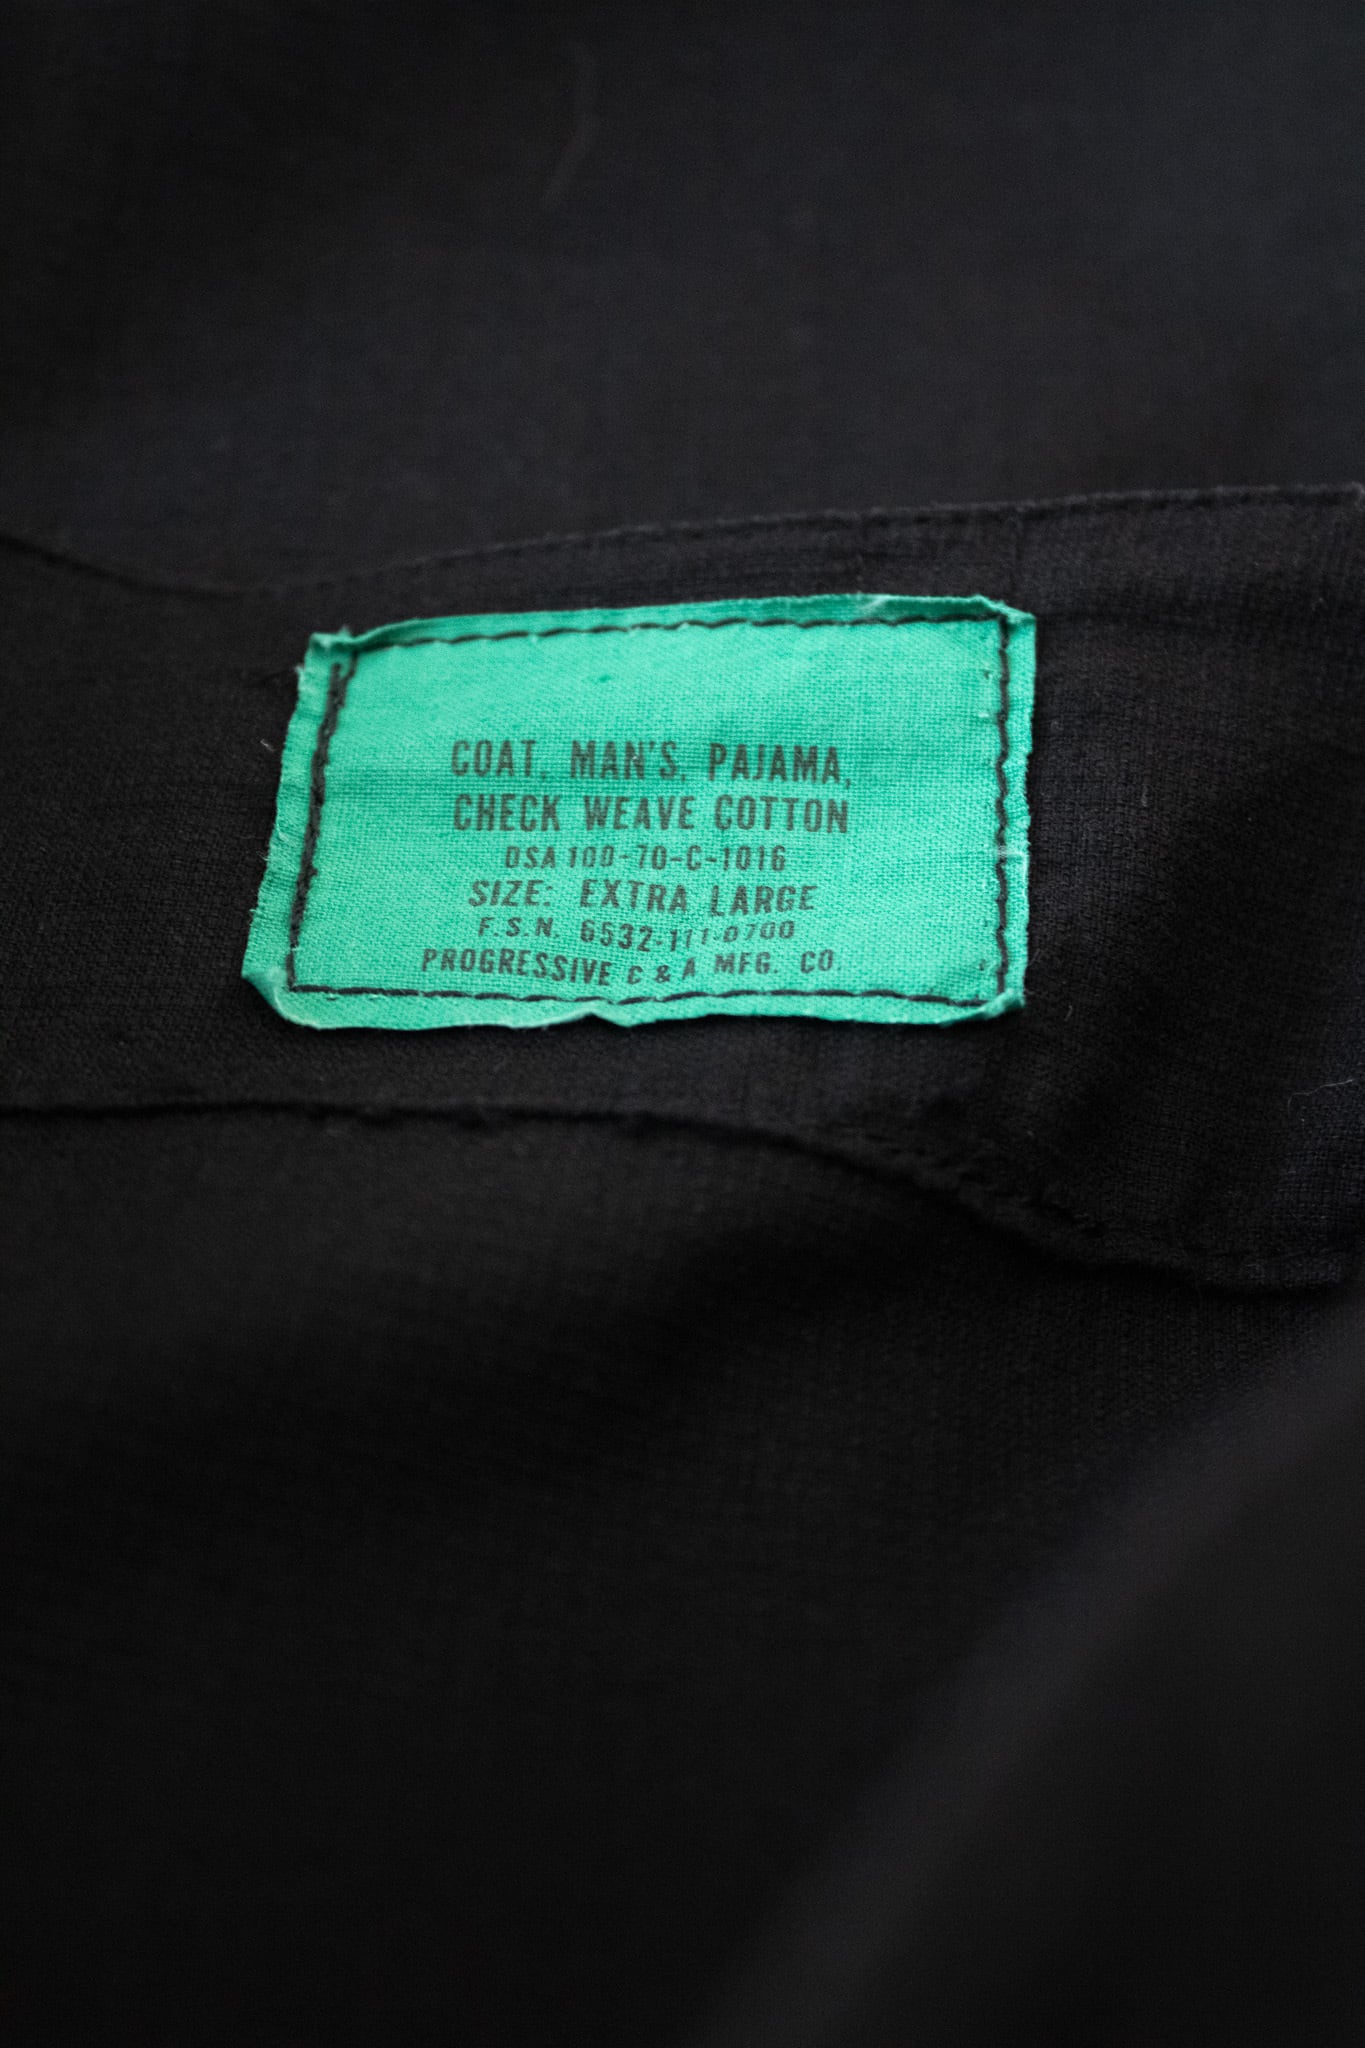 COAT, MAN'S, PAJAMA,
CHECK WEAVE COTTON
DSA 100-70-C-1016
SIZE: EXTRA LARGE
F.S.N. 6532-111-0700
PROGRESSIVE C & A MFG. CO.